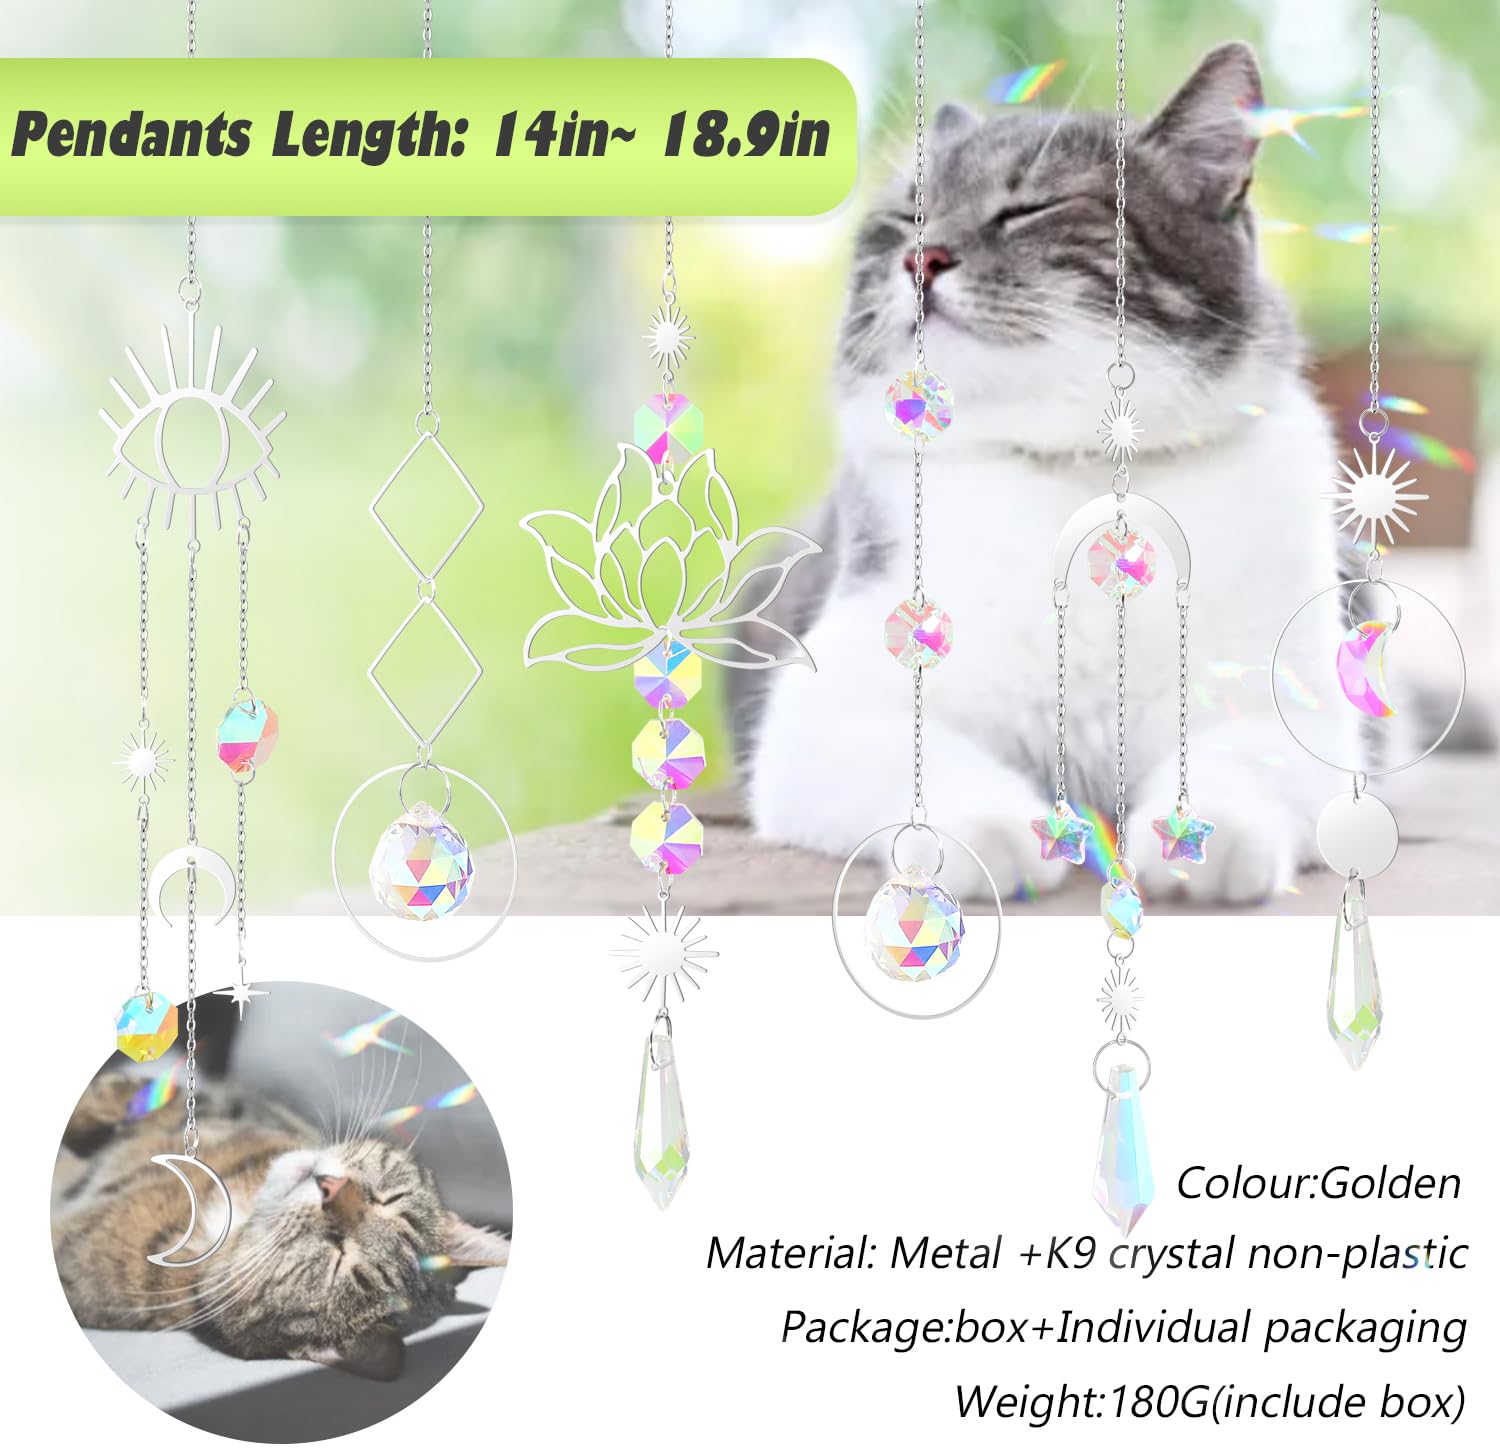 Pendants Length: 14in~ 18.9in
Colour:Golden
Material: Metal +K9 crystal non-plastic
Package:box+Individual packaging
Weight:180G(include box)